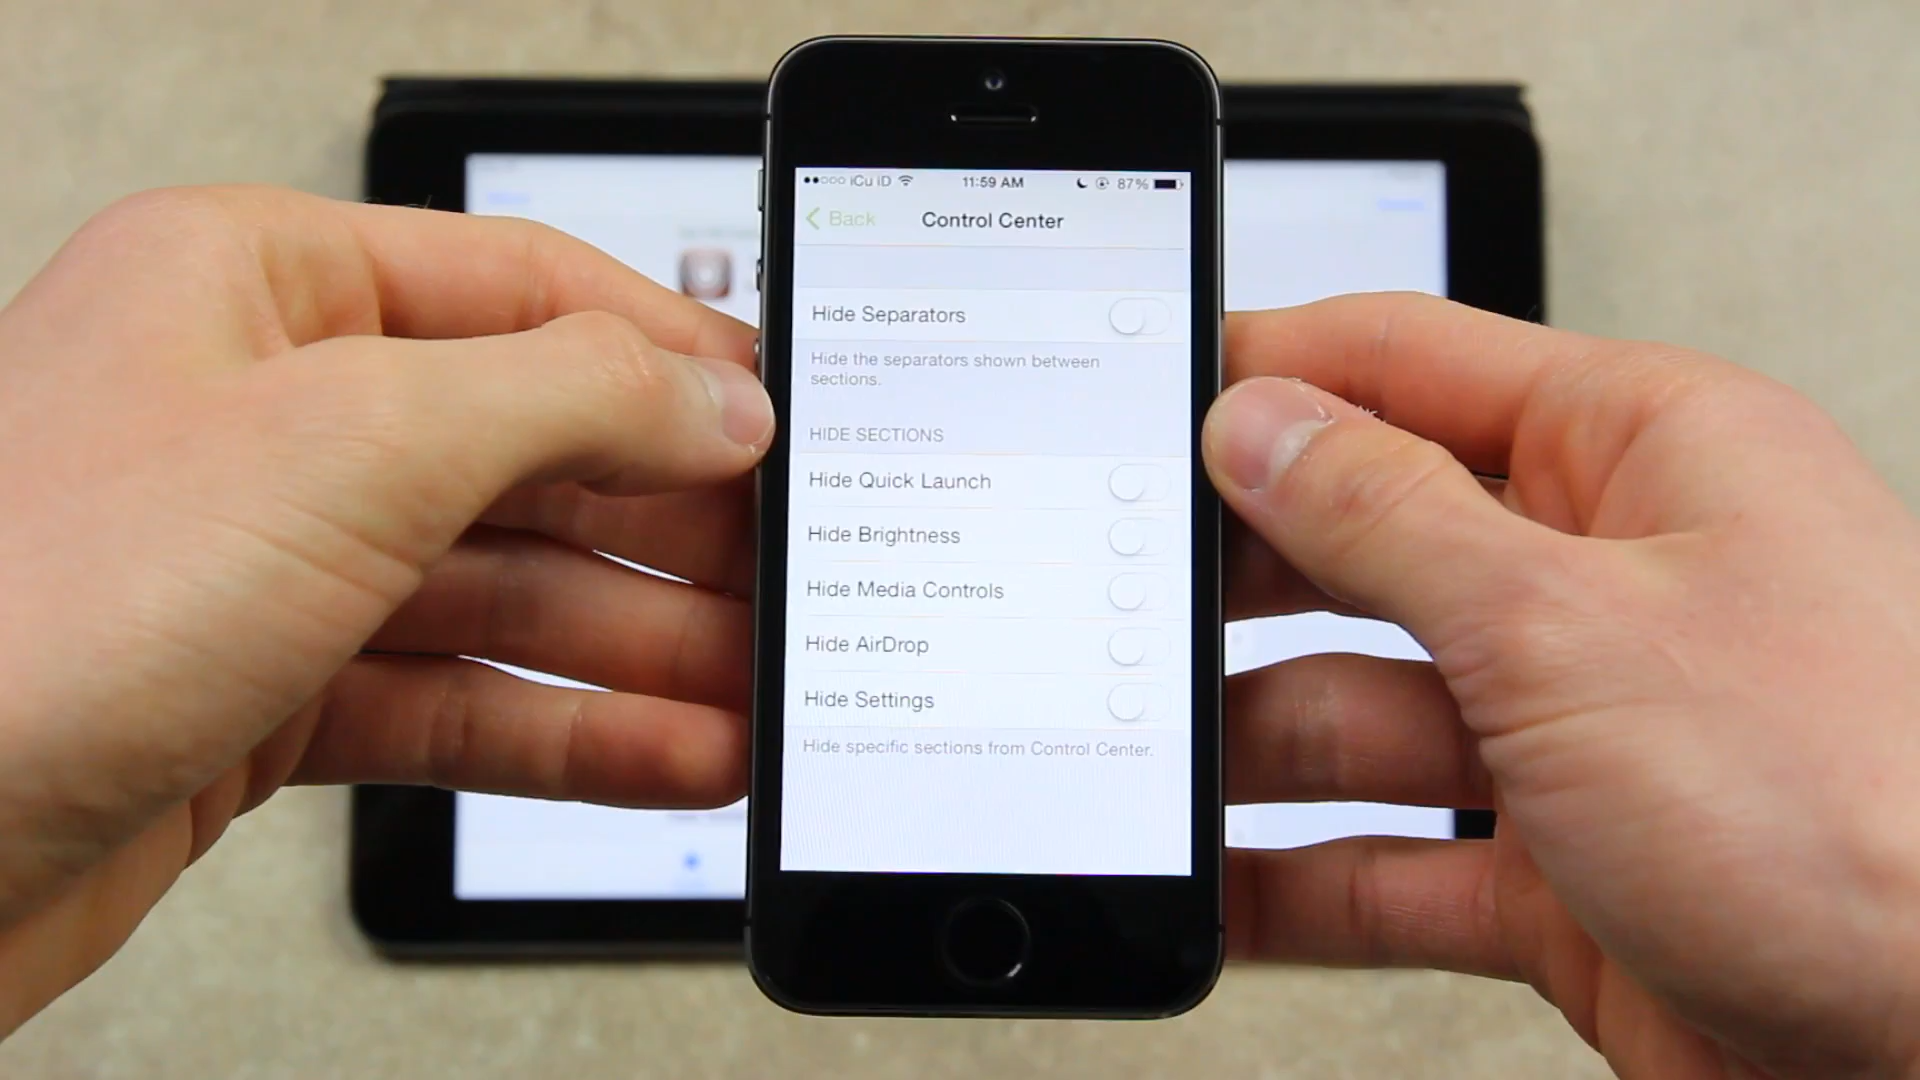 iCu iD 11:59 AM 87%
Back Control Center
Hide Separators
Hide the separators shown between
sections.
HIDE SECTIONS
Hide Quick Launch
Hide Brightness
Hide Media Controls
Hide AirDrop
Hide Settings
Hide specific sections from Control Center.